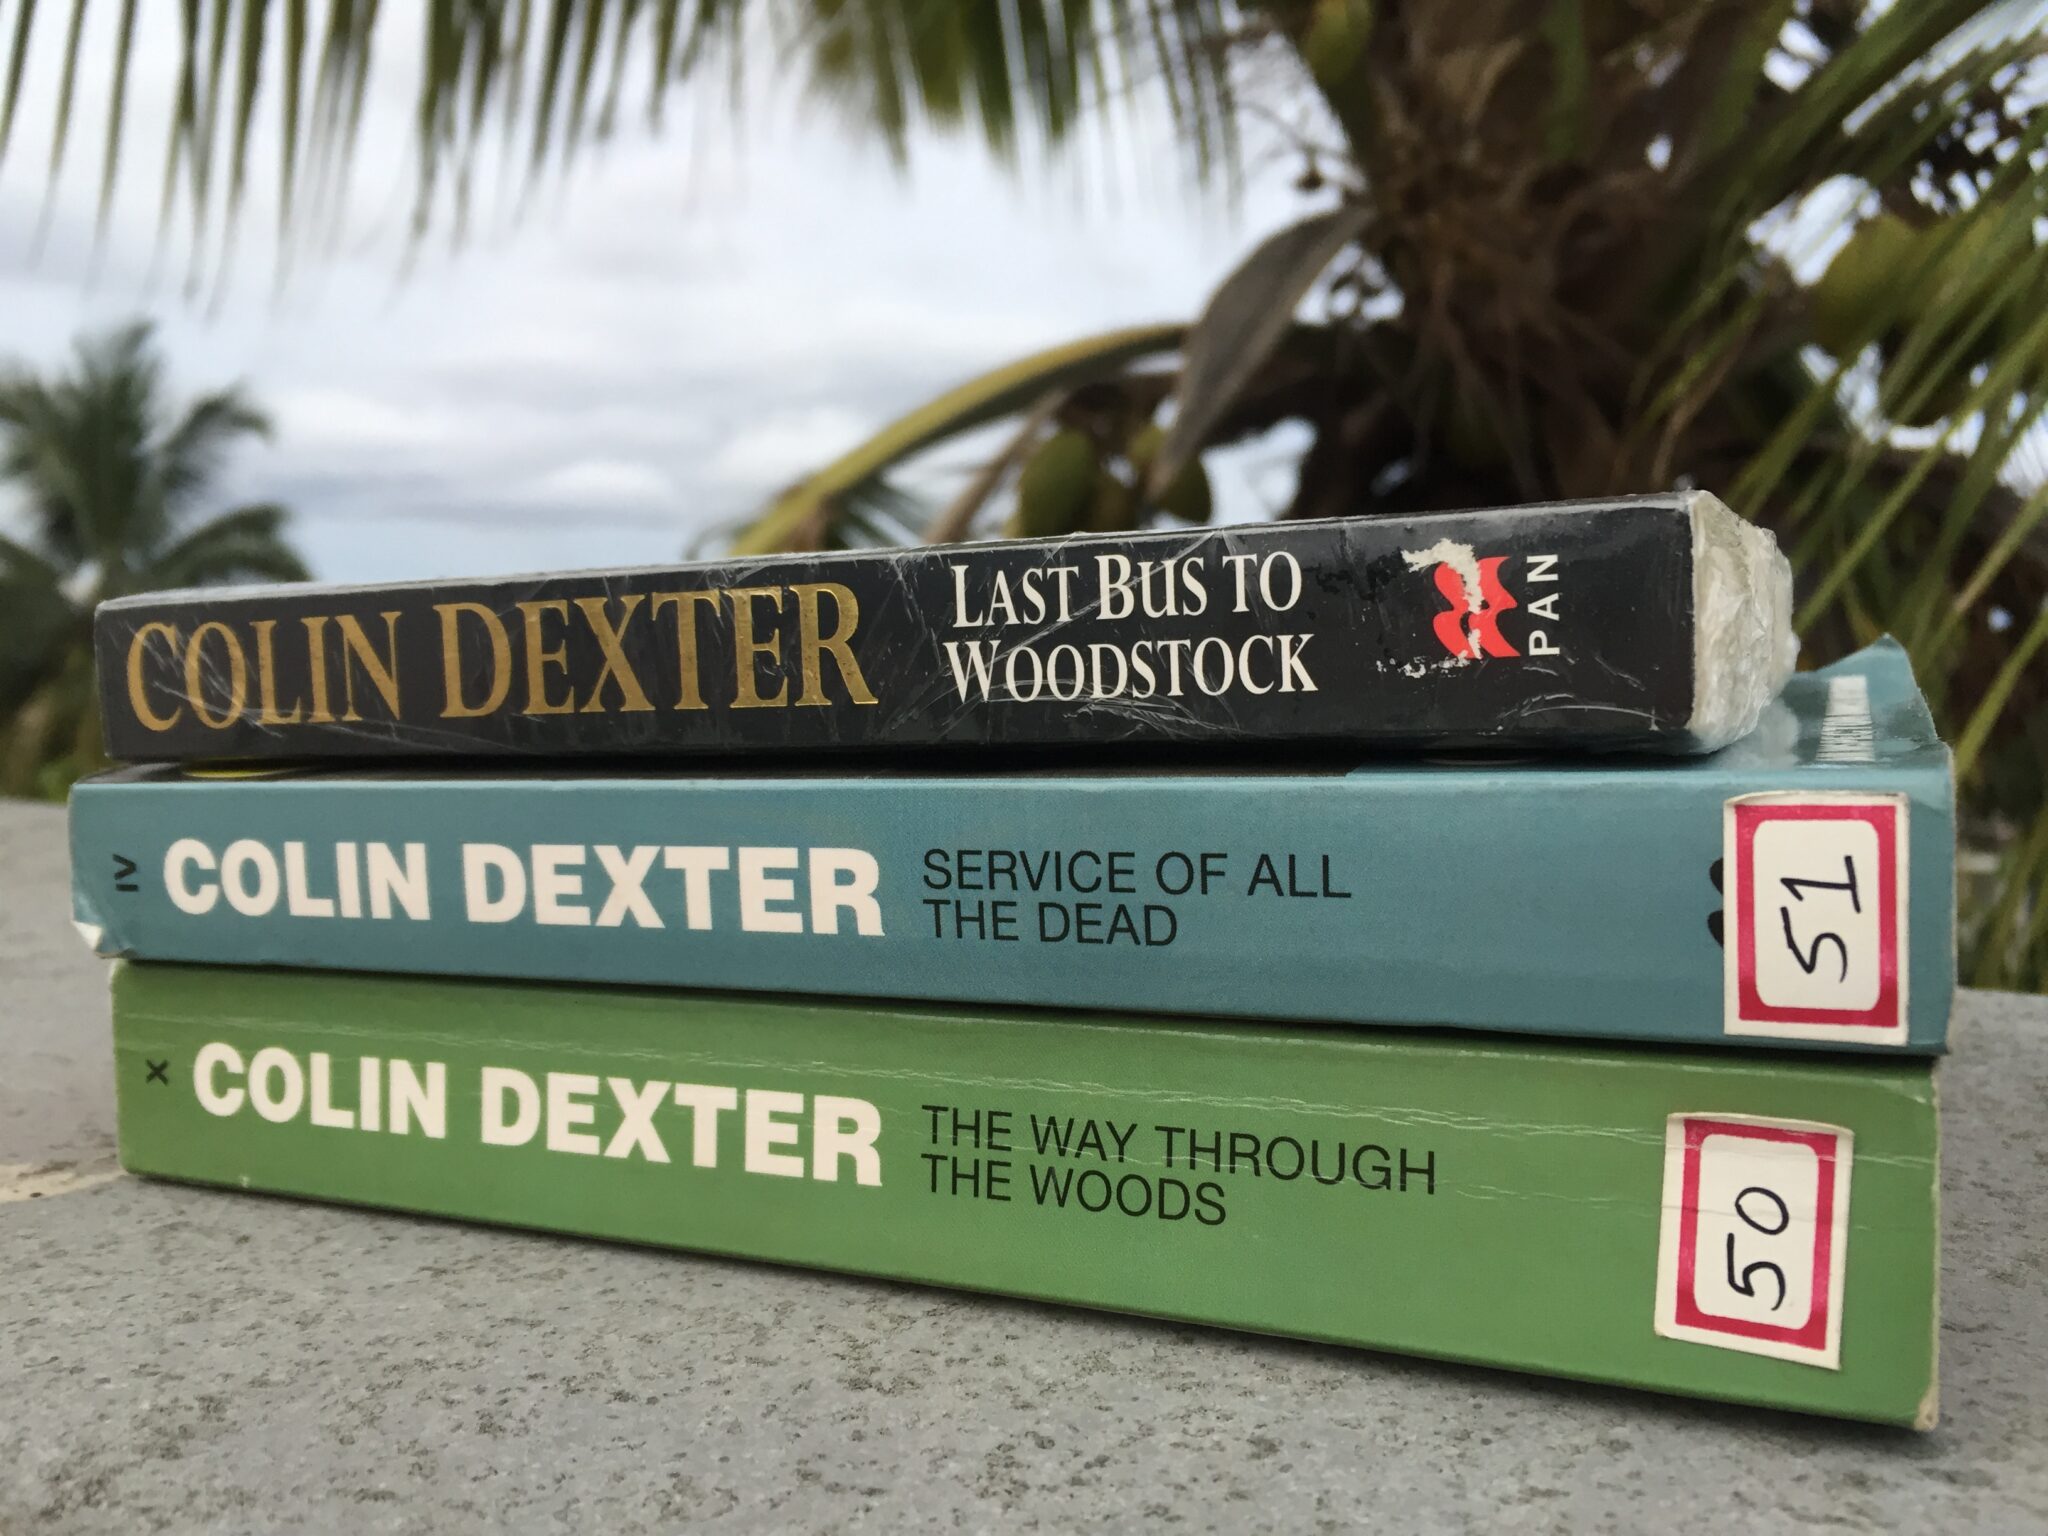 COLIN DEXTER
LAST BUS TO
WOODSTOCK
PAN
IV
COLIN DEXTER
SERVICE OF ALL
THE DEAD
51
X
COLIN DEXTER
THE WAY THROUGH
THE WOODS
50